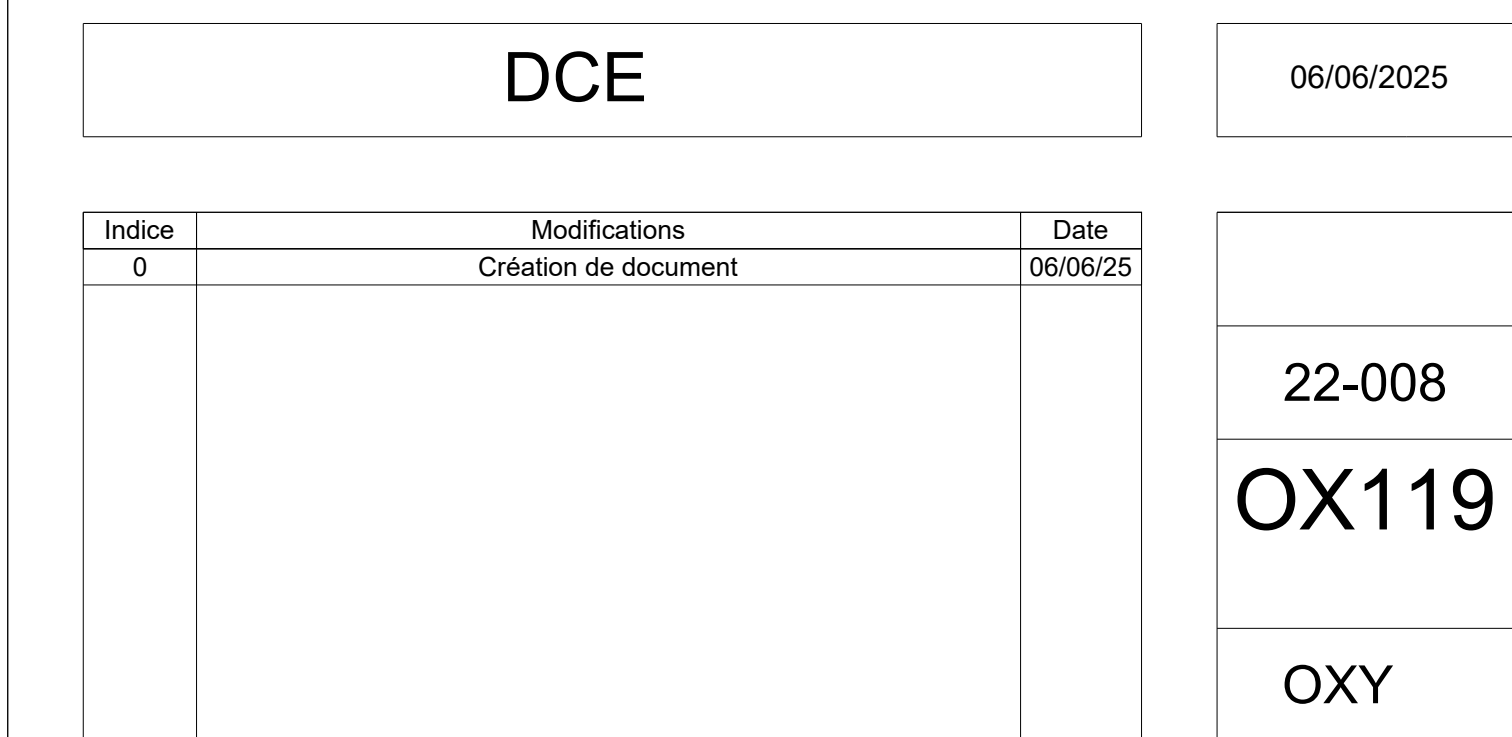 DCE
06/06/2025
Indice Modifications Date
0 Création de document 06/06/25
22-008
OX119
OXY